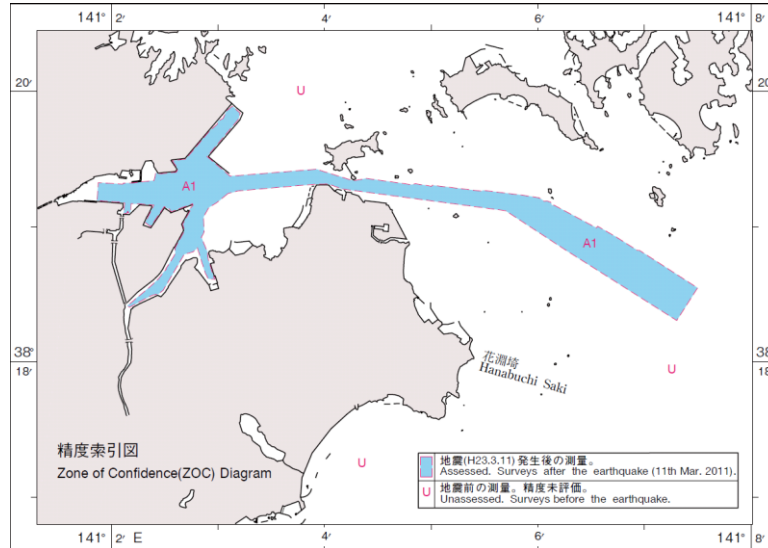 141° 2′ 4′ 6′ 141° 8′
20′ U 20′
A1
A1
花淵埼
Hanabuchi Saki
38° 38°
18′ U 18′
精度索引図
Zone of Confidence(ZOC) Diagram
U
地震(H23.3.11)発生後の測量。
Assessed. Surveys after the earthquake (11th Mar. 2011).
U 地震前の測量。精度未評価。
Unassessed. Surveys before the earthquake.
141° 2′ E 4′ 6′ 141° 8′